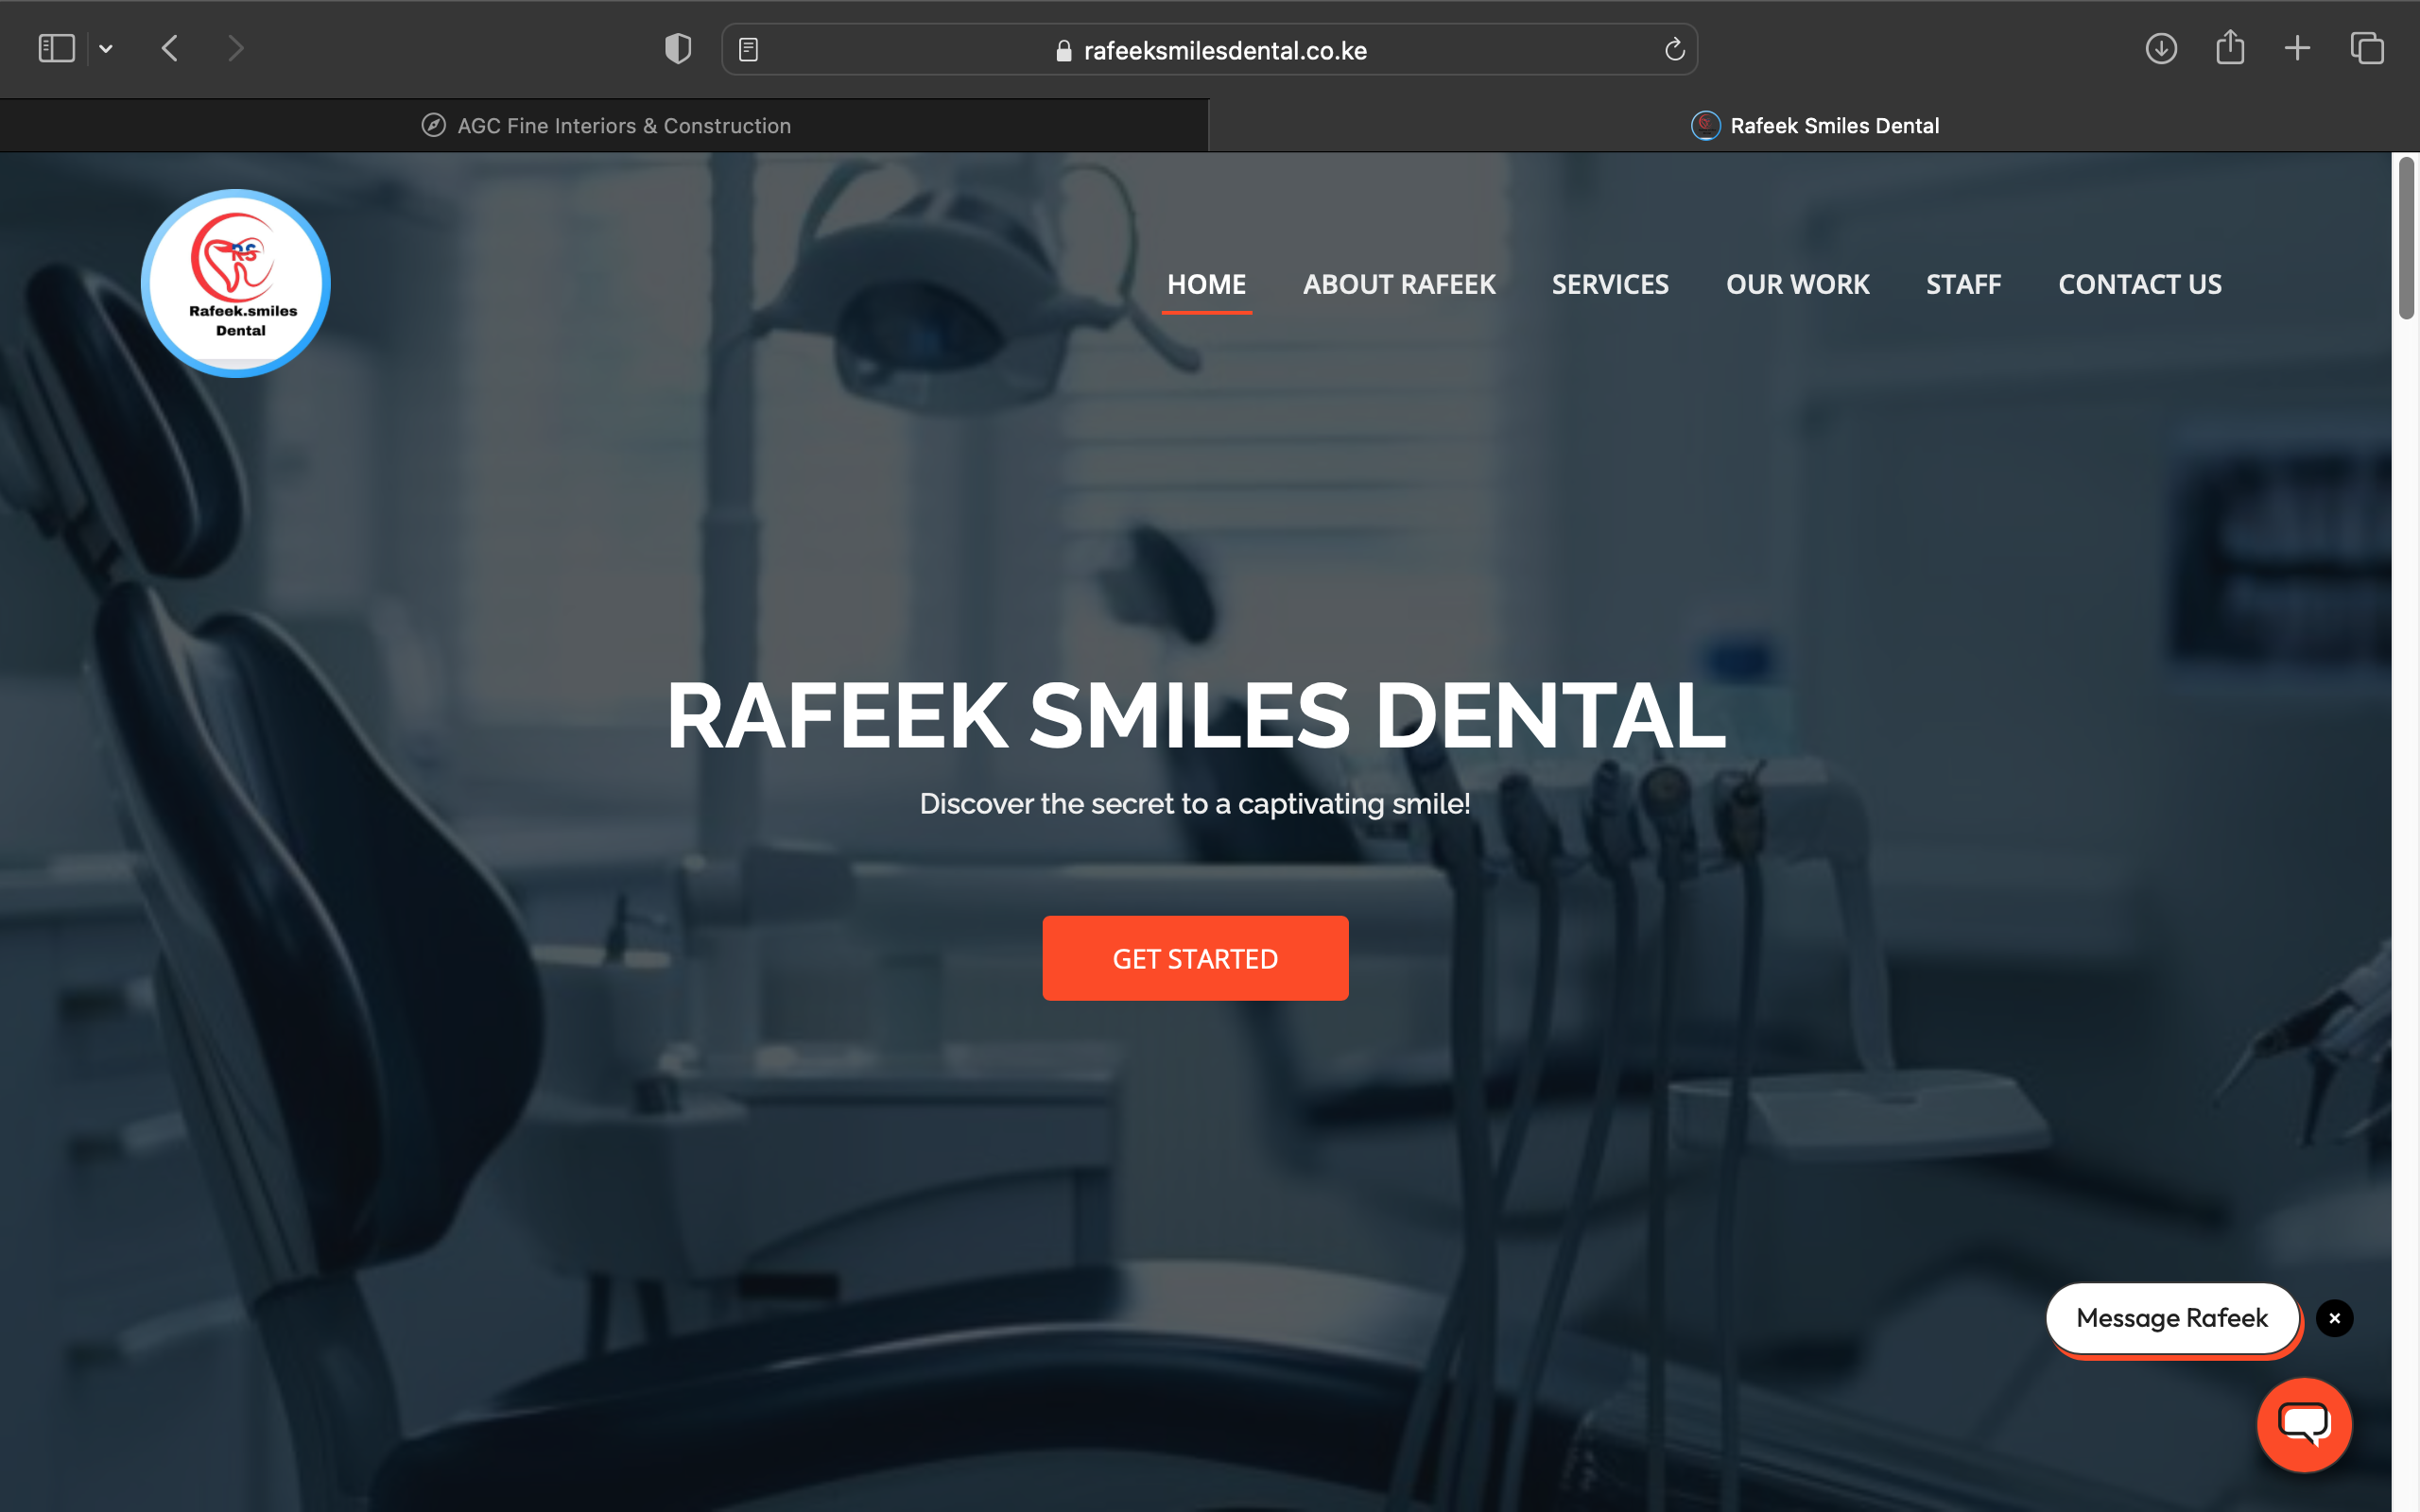 rafeeksmilesdental.co.ke
AGC Fine Interiors & Construction
Rafeek Smiles Dental
RS
Rafeek.smiles
Dental
HOME ABOUT RAFEEK SERVICES OUR WORK STAFF CONTACT US
RAFEEK SMILES DENTAL
Discover the secret to a captivating smile!
GET STARTED
Message Rafeek